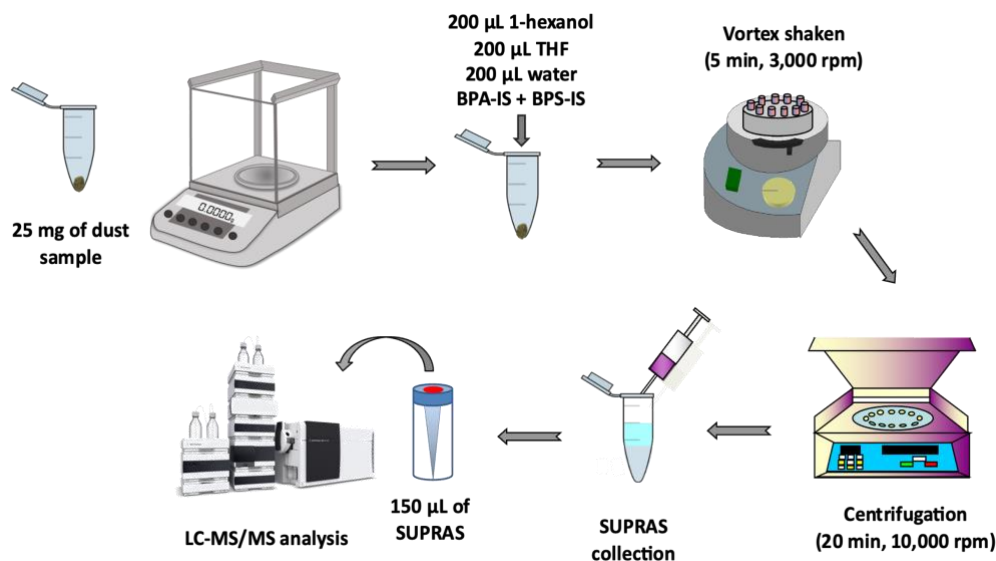 25 mg of dust
sample
0.0000g
200 µL 1-hexanol
200 µL THF
200 µL water
BPA-IS + BPS-IS
Vortex shaken
(5 min, 3,000 rpm)
Centrifugation
(20 min, 10,000 rpm)
SUPRAS
collection
150 µL of
SUPRAS
LC-MS/MS analysis